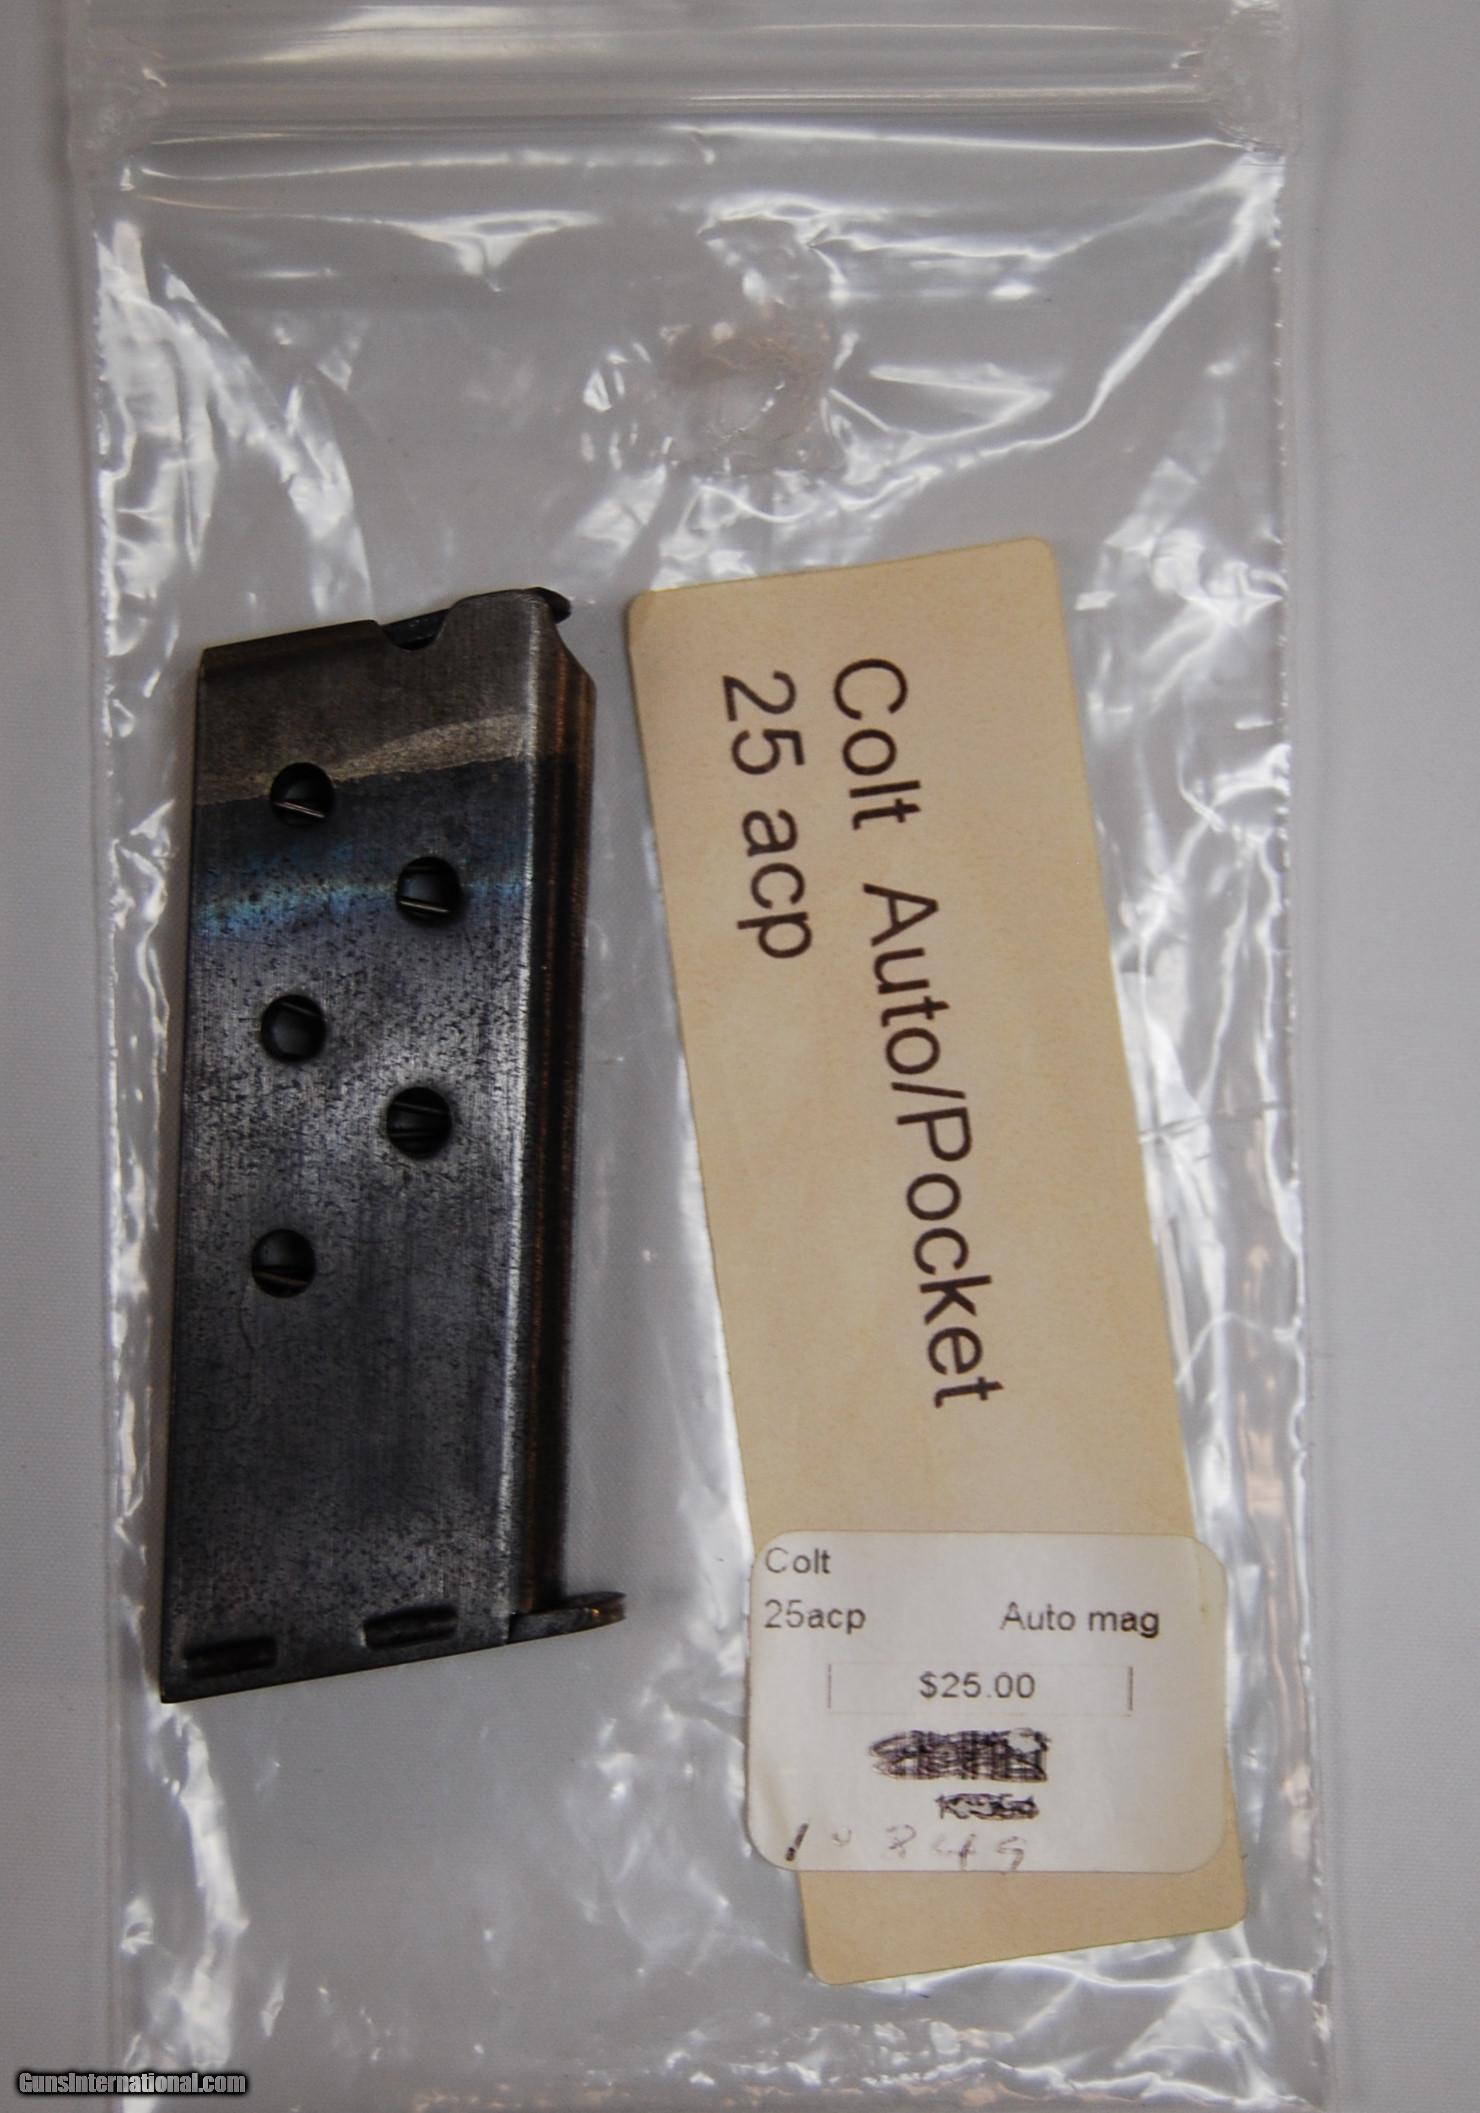 Colt Auto/Pocket
25 acp
Colt
25acp Auto mag
$25.00
GunsInternational.com